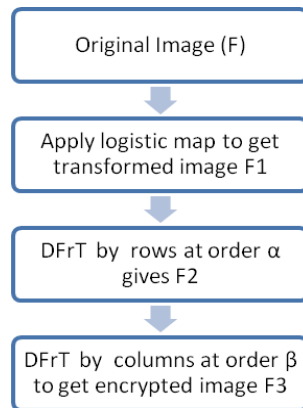 Original Image (F)
Apply logistic map to get
transformed image F1
DFrT by rows at order α
gives F2
DFrT by columns at order β
to get encrypted image F3